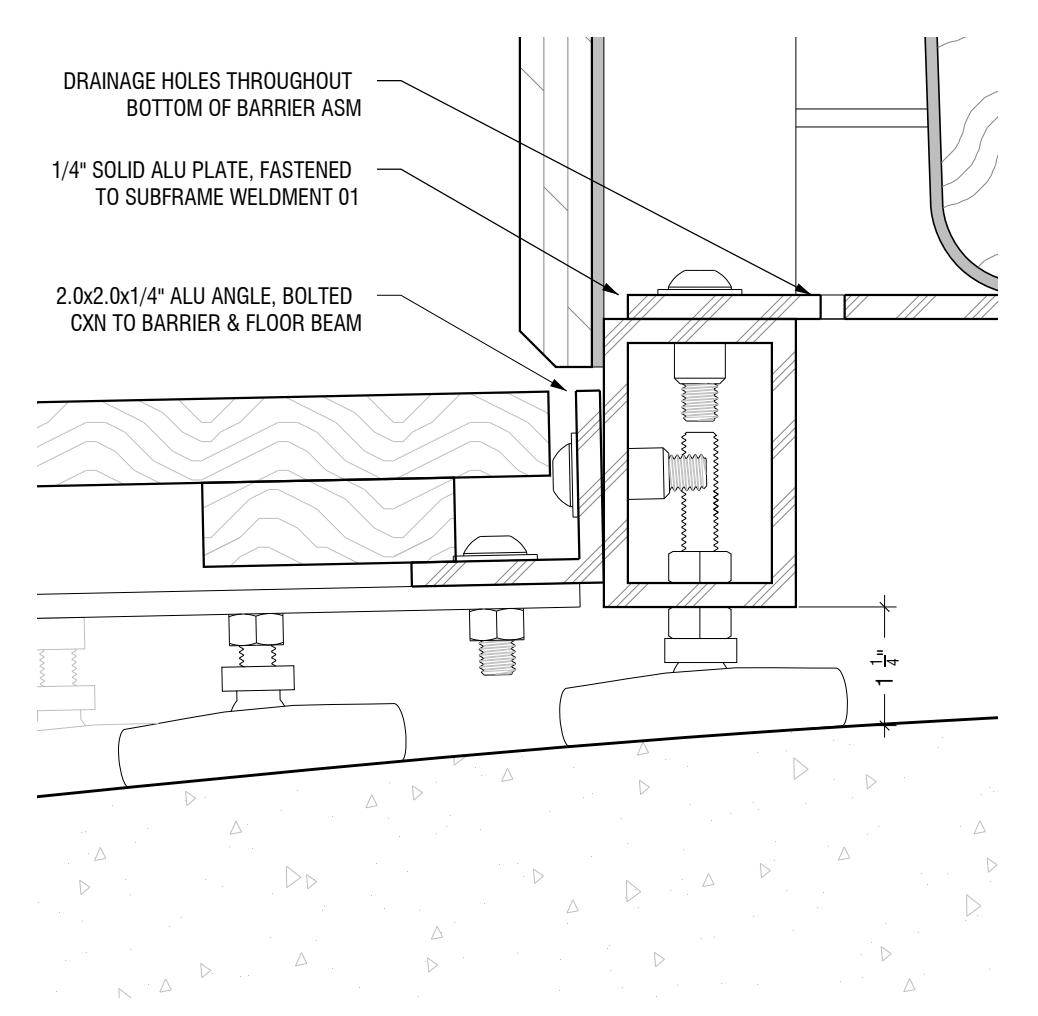 DRAINAGE HOLES THROUGHOUT
BOTTOM OF BARRIER ASM
1/4" SOLID ALU PLATE, FASTENED
TO SUBFRAME WELDMENT 01
2.0x2.0x1/4" ALU ANGLE, BOLTED
CXN TO BARRIER & FLOOR BEAM
1 1/4"